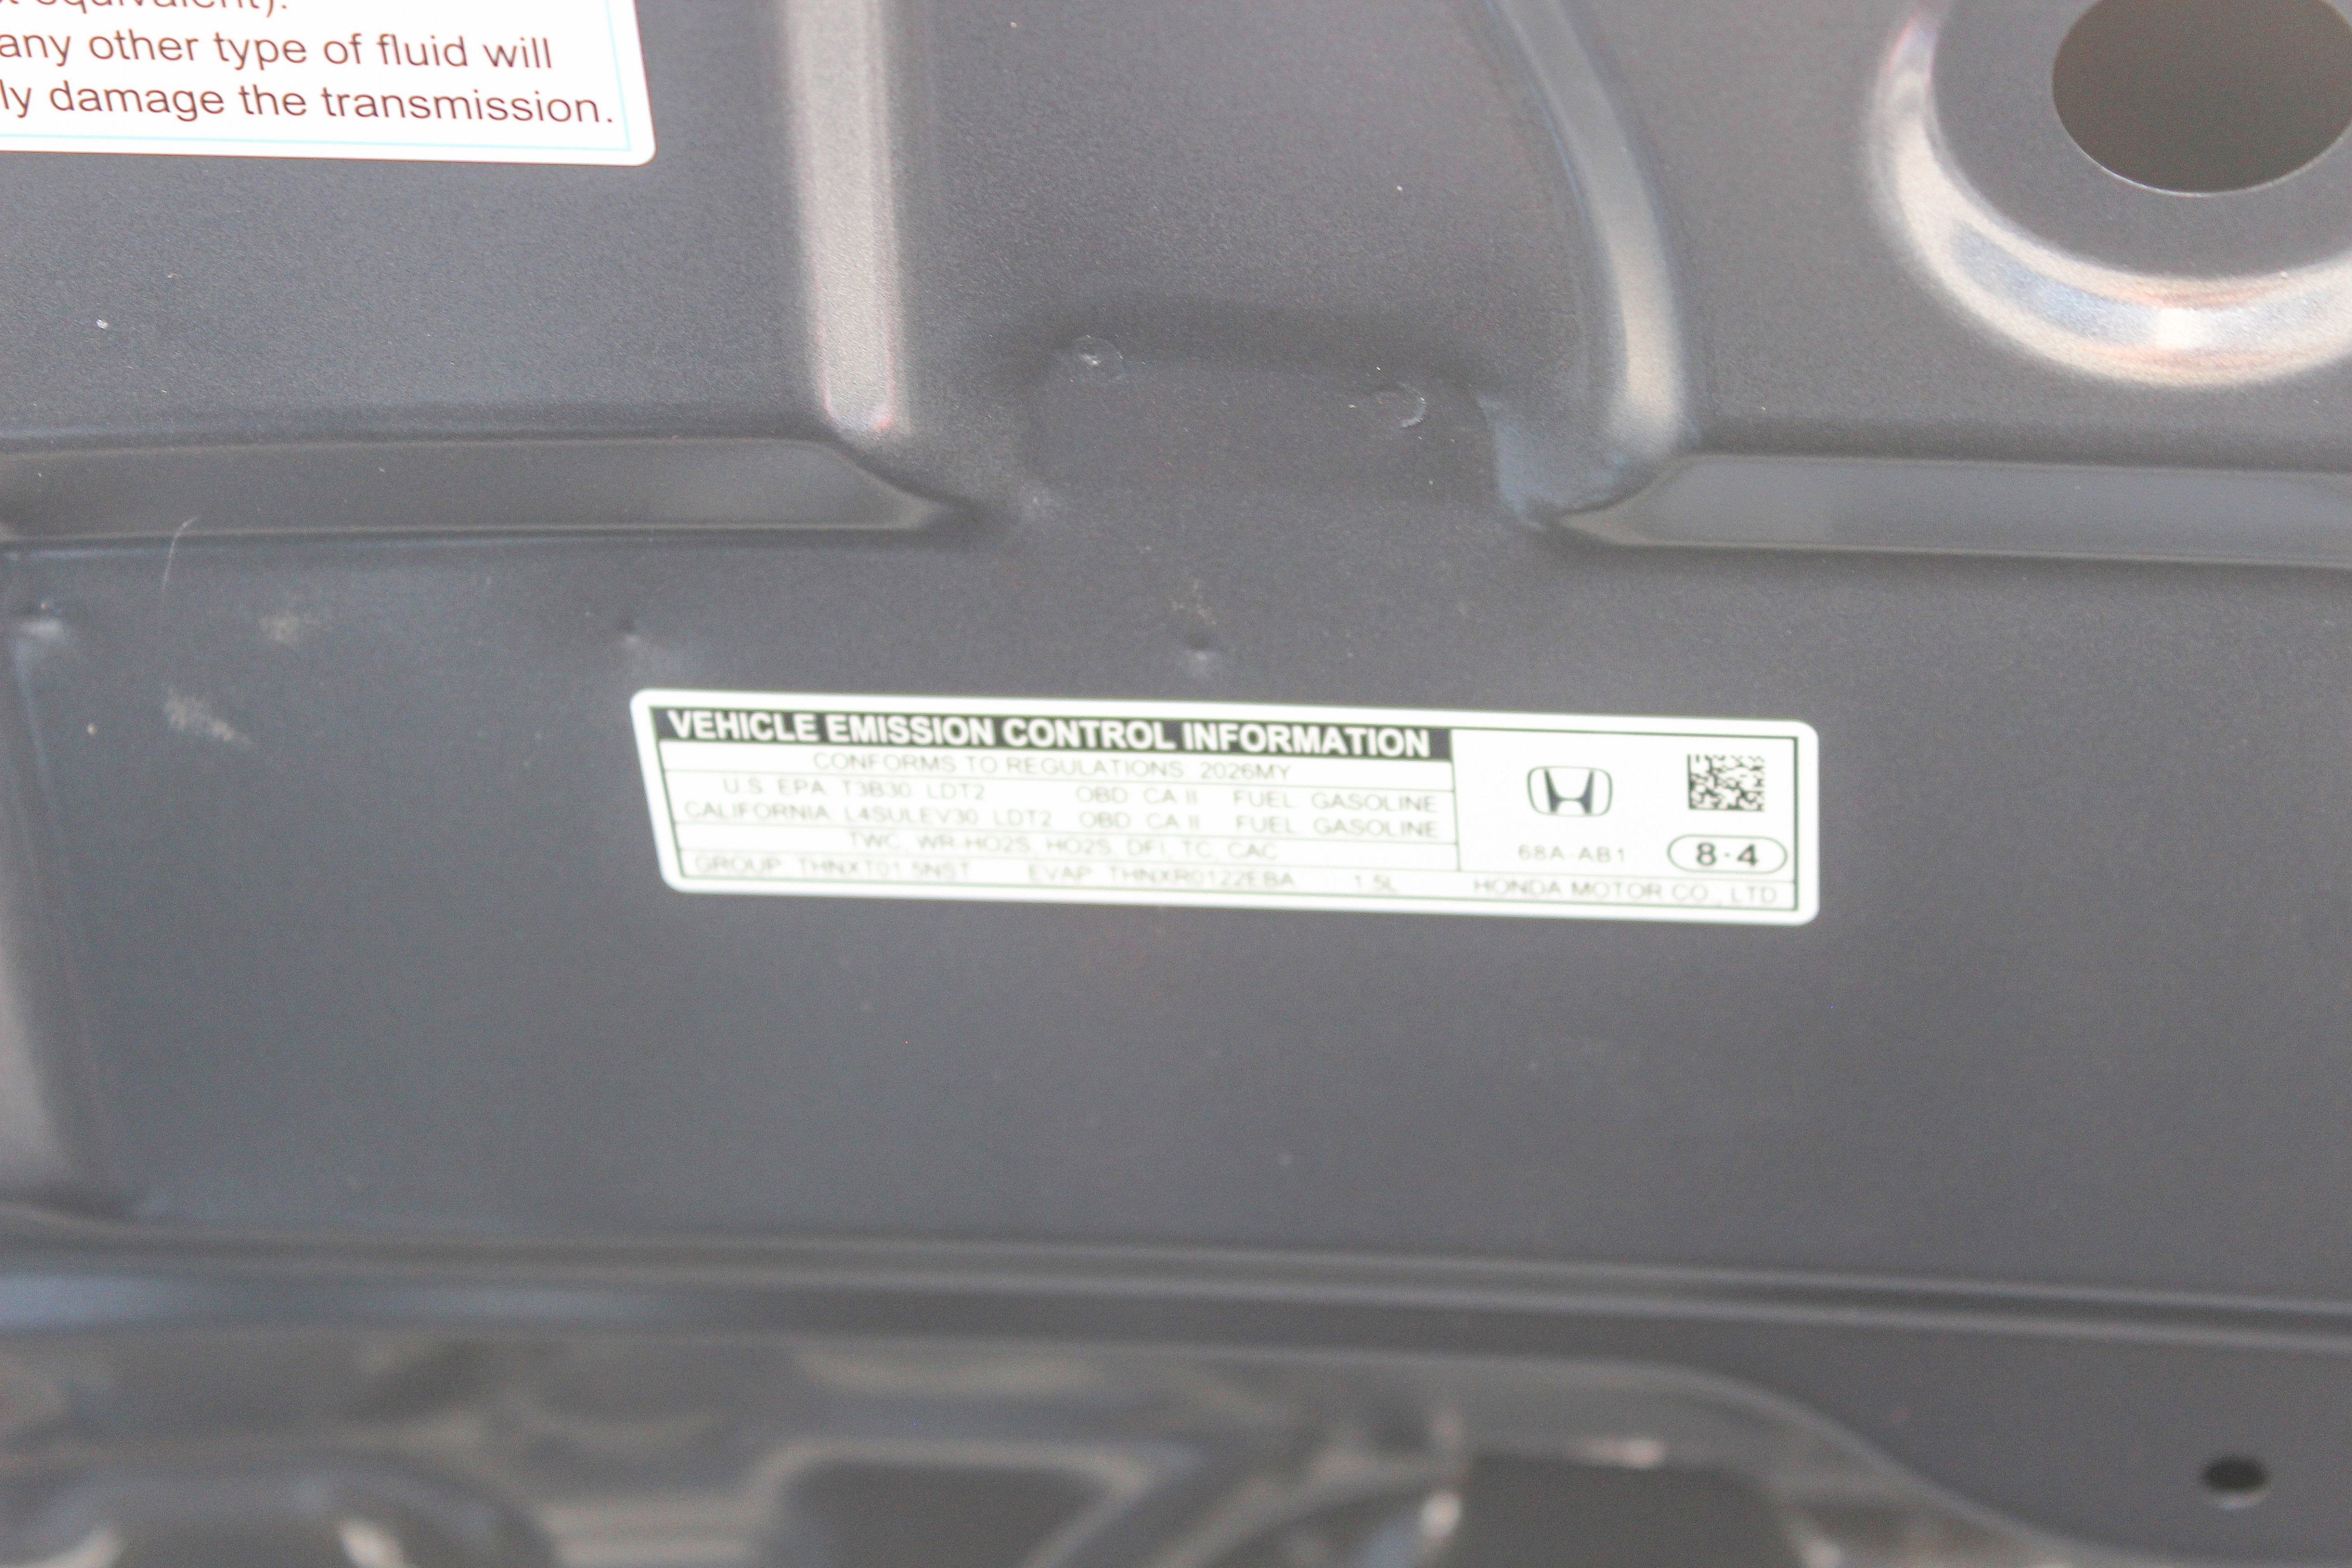 equivalent).
any other type of fluid will
ly damage the transmission.
VEHICLE EMISSION CONTROL INFORMATION
CONFORMS TO REGULATIONS: 2026MY
U.S. EPA: T3B30 LDT2 OBD: CA II FUEL: GASOLINE
CALIFORNIA: L4SULEV30 LDT2 OBD: CA II FUEL: GASOLINE
TWC, WR-HO2S, HO2S, DFI, TC, CAC
68A-AB1 8·4
GROUP: THNXT01.5NST EVAP: THNXR0122EBA 1.5L HONDA MOTOR CO., LTD.